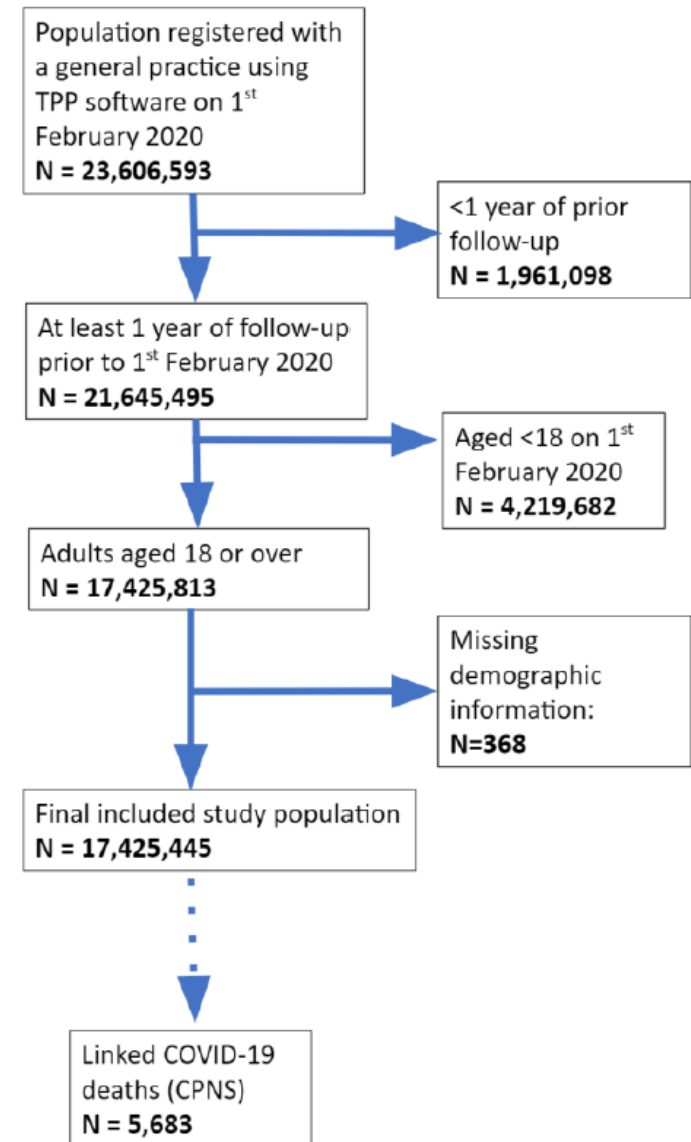 Population registered with
a general practice using
TPP software on 1st
February 2020
N = 23,606,593
<1 year of prior
follow-up
N = 1,961,098
At least 1 year of follow-up
prior to 1st February 2020
N = 21,645,495
Aged <18 on 1st
February 2020
N = 4,219,682
Adults aged 18 or over
N = 17,425,813
Missing
demographic
information:
N=368
Final included study population
N = 17,425,445
Linked COVID-19
deaths (CPNS)
N = 5,683